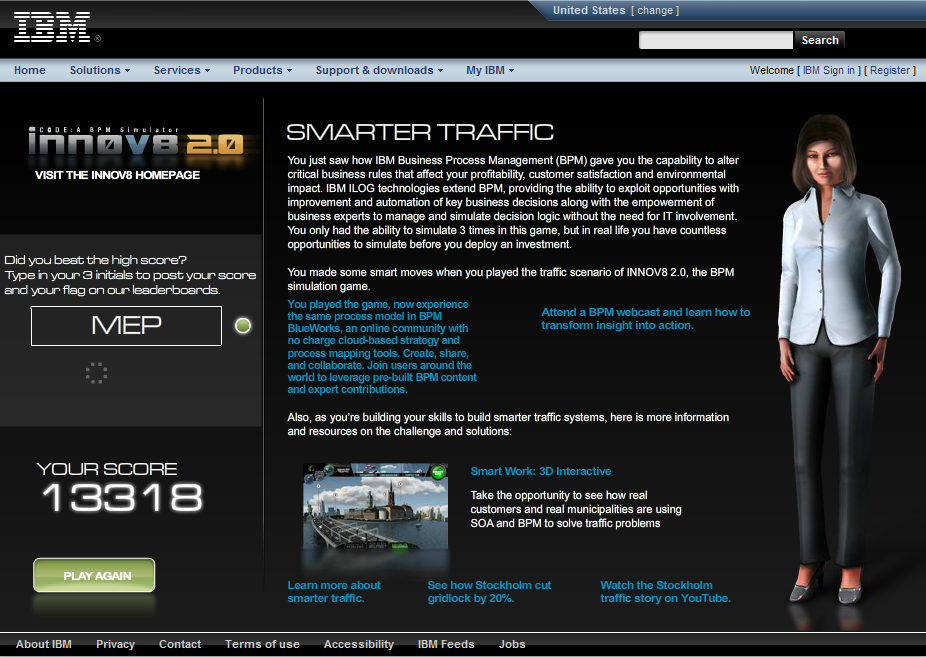 United States [ change ]
IBM ®
Search
Home Solutions Services Products Support & downloads My IBM Welcome [ IBM Sign in ] [ Register ]
CODE: A BPM Simulator
innov8 2.0
VISIT THE INNOV8 HOMEPAGE
Did you beat the high score?
Type in your 3 initials to post your score
and your flag on our leaderboards.
MEP
YOUR SCORE
13318
PLAY AGAIN
SMARTER TRAFFIC
You just saw how IBM Business Process Management (BPM) gave you the capability to alter
critical business rules that affect your profitability, customer satisfaction and environmental
impact. IBM ILOG technologies extend BPM, providing the ability to exploit opportunities with
improvement and automation of key business decisions along with the empowerment of
business experts to manage and simulate decision logic without the need for IT involvement.
You only had the ability to simulate 3 times in this game, but in real life you have countless
opportunities to simulate before you deploy an investment.
You made some smart moves when you played the traffic scenario of INNOV8 2.0, the BPM
simulation game.
You played the game, now experience
the same process model in BPM
BlueWorks, an online community with
no charge cloud-based strategy and
process mapping tools. Create, share,
and collaborate. Join users around the
world to leverage pre-built BPM content
and expert contributions.
Attend a BPM webcast and learn how to
transform insight into action.
Also, as you're building your skills to build smarter traffic systems, here is more information
and resources on the challenge and solutions:
Smart Work: 3D Interactive
Take the opportunity to see how real
customers and real municipalities are using
SOA and BPM to solve traffic problems
Learn more about
smarter traffic.
See how Stockholm cut
gridlock by 20%.
Watch the Stockholm
traffic story on YouTube.
About IBM Privacy Contact Terms of use Accessibility IBM Feeds Jobs